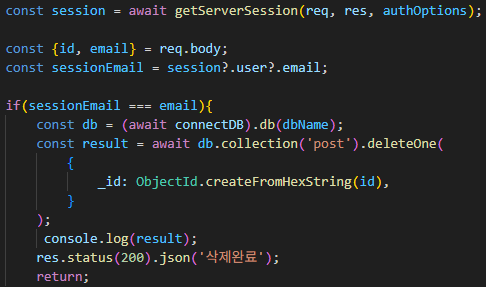 const session = await getServerSession(req, res, authOptions);
const {id, email} = req.body;
const sessionEmail = session?.user?.email;
if(sessionEmail === email){
const db = (await connectDB).db(dbName);
const result = await db.collection('post').deleteOne(
{
_id: ObjectId.createFromHexString(id),
}
);
console.log(result);
res.status(200).json('삭제완료');
return;